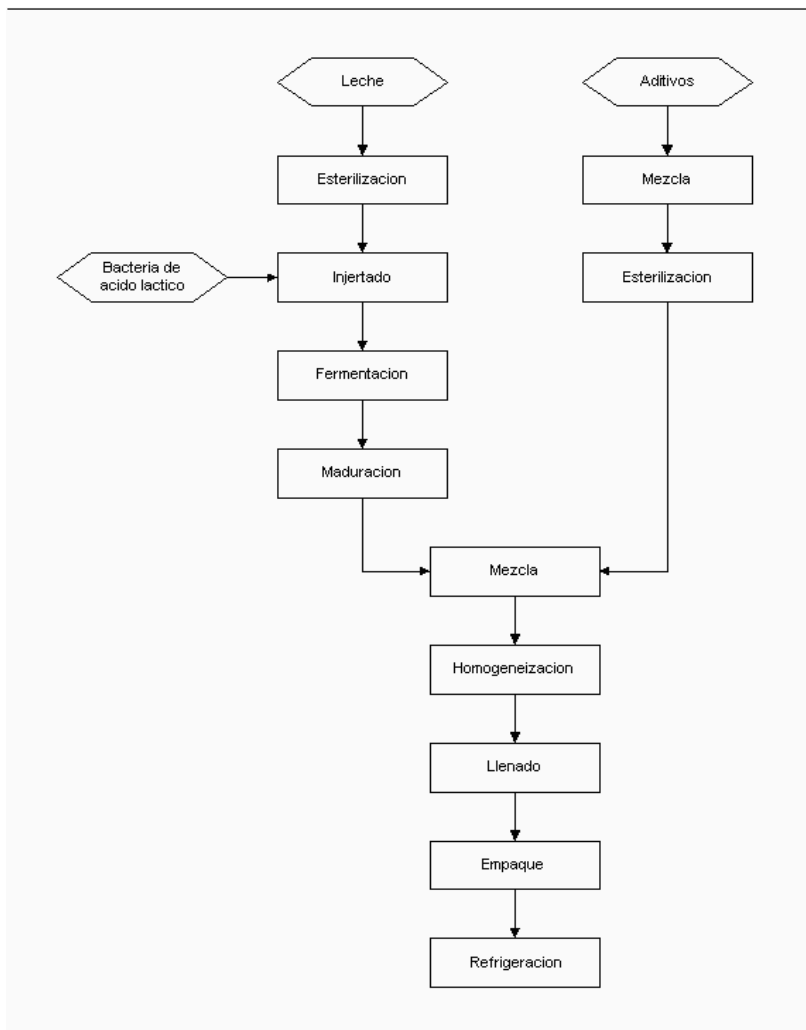 Leche
Aditivos
Esterilizacion
Mezcla
Bacteria de
acido lactico
Injertado
Esterilizacion
Fermentacion
Maduracion
Mezcla
Homogeneizacion
Llenado
Empaque
Refrigeracion